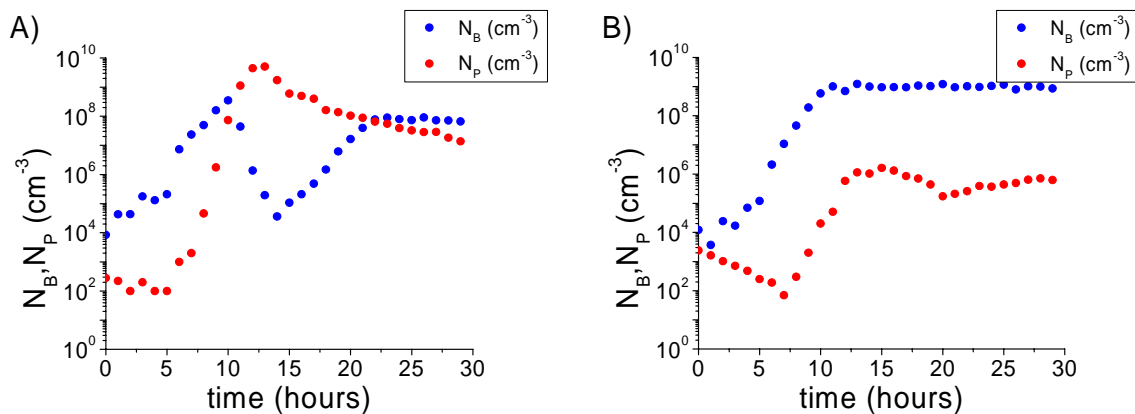 A)
N_B (cm^-3)
N_P (cm^-3)
N_B, N_P (cm^-3)
10^10
10^8
10^6
10^4
10^2
10^0
0 5 10 15 20 25 30
time (hours)
B)
N_B (cm^-3)
N_P (cm^-3)
N_B, N_P (cm^-3)
10^10
10^8
10^6
10^4
10^2
10^0
0 5 10 15 20 25 30
time (hours)